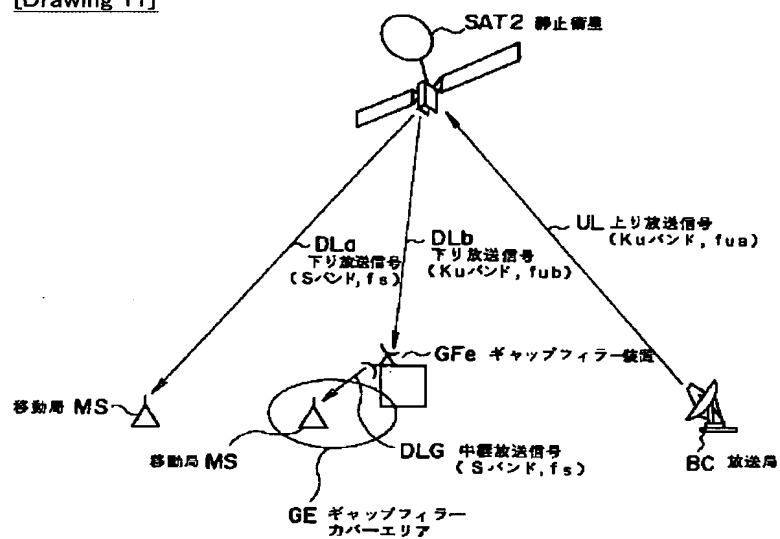 [Drawing 11]
SAT2 静止衛星
UL 上り放送信号
(Kuバンド, fua)
DLa
下り放送信号
(Sバンド, fs)
DLb
下り放送信号
(Kuバンド, fub)
GFe ギャップフィラー装置
移動局 MS
移動局 MS
DLG 中継放送信号
(Sバンド, fs)
BC 放送局
GE ギャップフィラー
カバーエリア